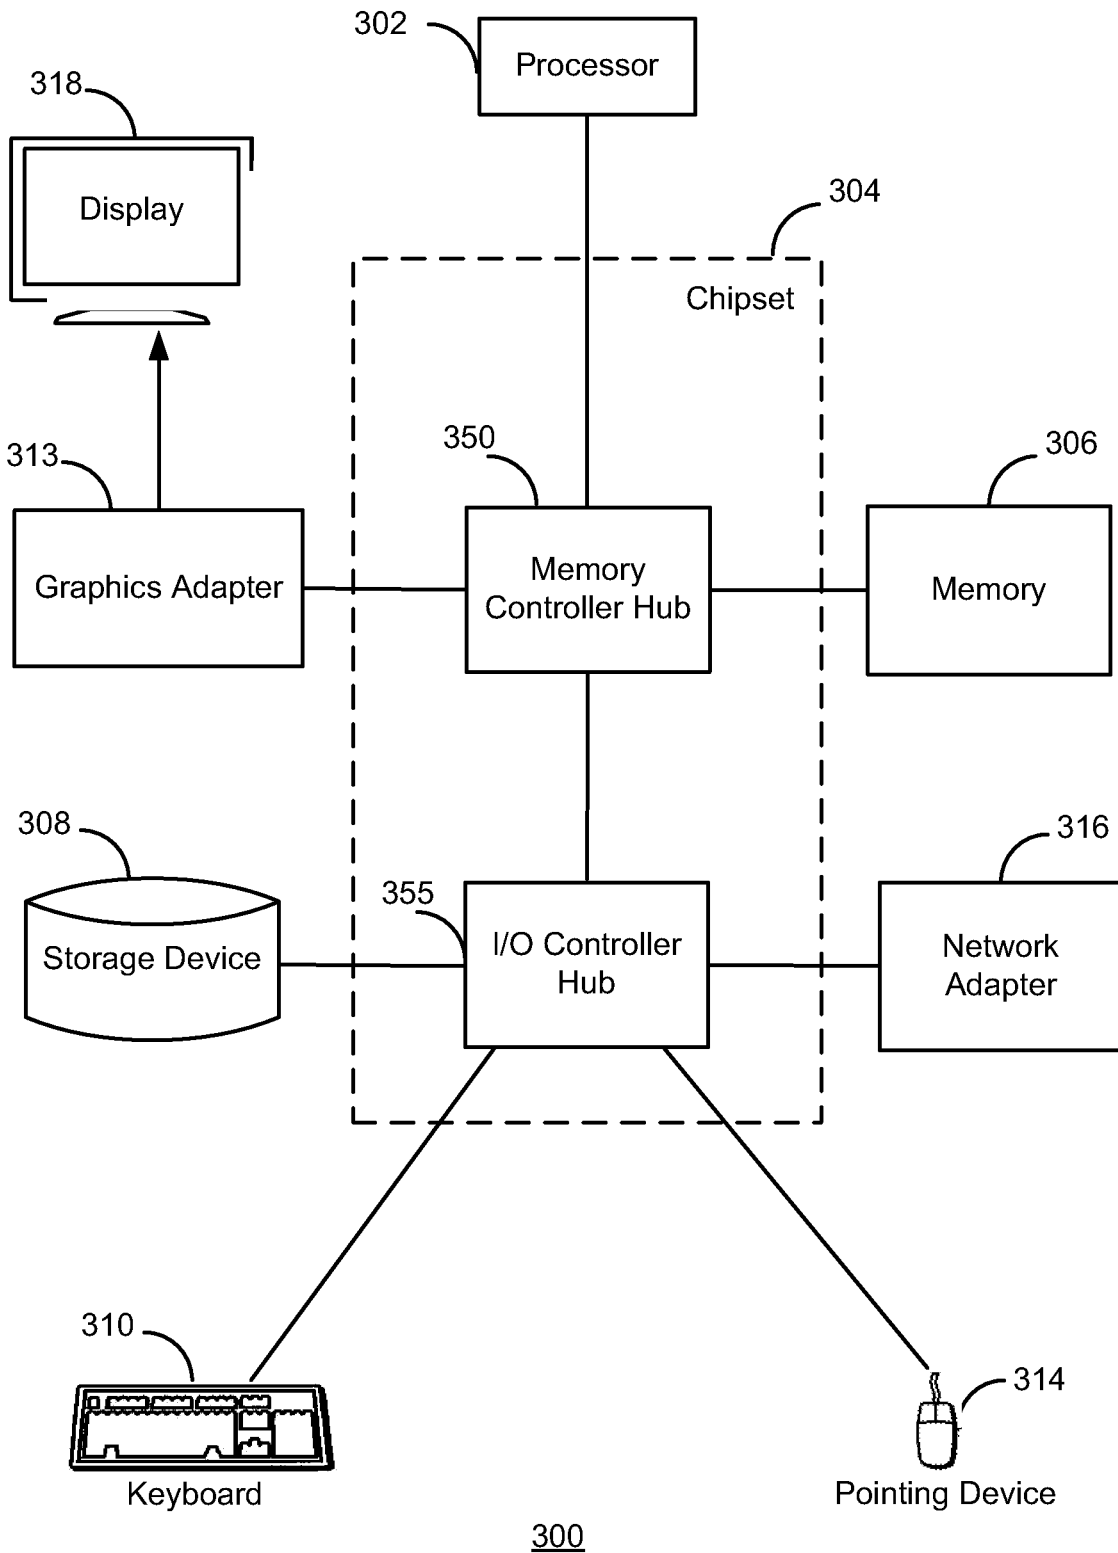 302
Processor
318
Display
304
Chipset
313
350
306
Graphics Adapter
Memory
Controller Hub
Memory
308
355
316
Storage Device
I/O Controller
Hub
Network
Adapter
310
314
Keyboard
Pointing Device
300